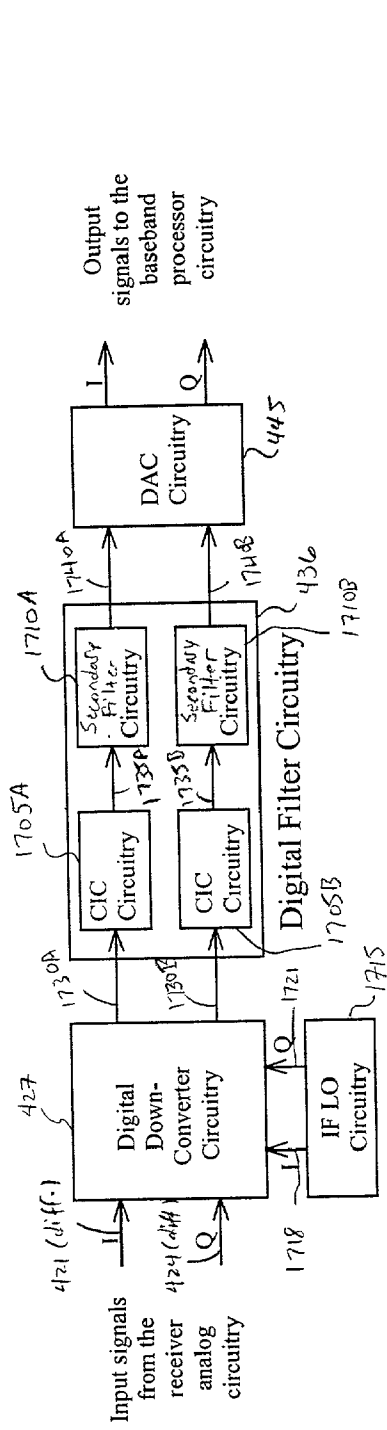 Input signals
from the
receiver
analog
circuitry
421 (diff.)
I
424 (diff)
Q
427
Digital
Down-
Converter
Circuitry
1718
I
Q
1721
IF LO
Circuitry
1715
1730A
1730B
1705A
CIC
Circuitry
CIC
Circuitry
1705B
1735A
1735B
1710A
Secondary
Filter
Circuitry
Secondary
Filter
Circuitry
1710B
436
Digital Filter Circuitry
1740A
1740B
DAC
Circuitry
445
I
Q
Output
signals to the
baseband
processor
circuitry